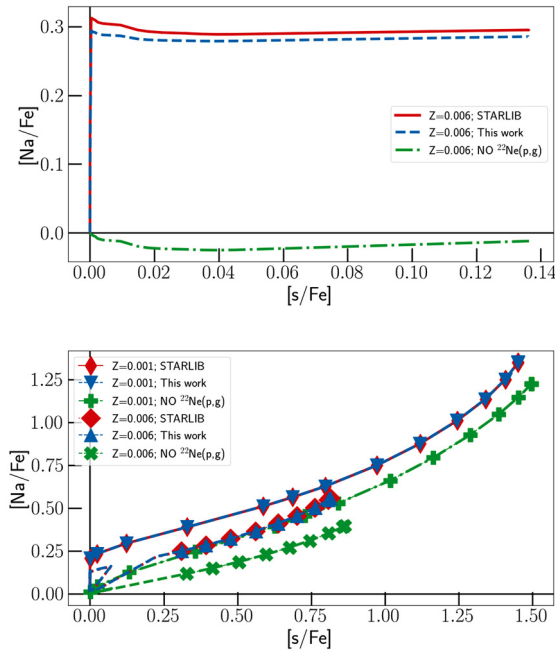 0.3
0.2
0.1
0.0
[Na/Fe]
Z=0.006; STARLIB
Z=0.006; This work
Z=0.006; NO ²²Ne(p,g)
0.00 0.02 0.04 0.06 0.08 0.10 0.12 0.14
[s/Fe]
1.25
1.00
0.75
0.50
0.25
0.00
[Na/Fe]
Z=0.001; STARLIB
Z=0.001; This work
Z=0.001; NO ²²Ne(p,g)
Z=0.006; STARLIB
Z=0.006; This work
Z=0.006; NO ²²Ne(p,g)
0.00 0.25 0.50 0.75 1.00 1.25 1.50
[s/Fe]